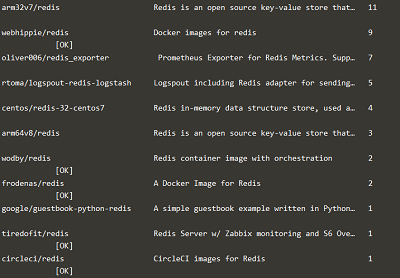 arm32v7/redis Redis is an open source key-value store that… 11
webhippie/redis Docker images for redis 9
[OK]
oliver006/redis_exporter Prometheus Exporter for Redis Metrics. Supp… 7
rtoma/logspout-redis-logstash Logspout including Redis adapter for sending… 5
centos/redis-32-centos7 Redis in-memory data structure store, used a… 4
arm64v8/redis Redis is an open source key-value store that… 3
wodby/redis Redis container image with orchestration 2
[OK]
frodenas/redis A Docker Image for Redis 2
[OK]
google/guestbook-python-redis A simple guestbook example written in Python… 1
tiredofit/redis Redis Server w/ Zabbix monitoring and S6 Ove… 1
[OK]
circleci/redis CircleCI images for Redis 1
[OK]